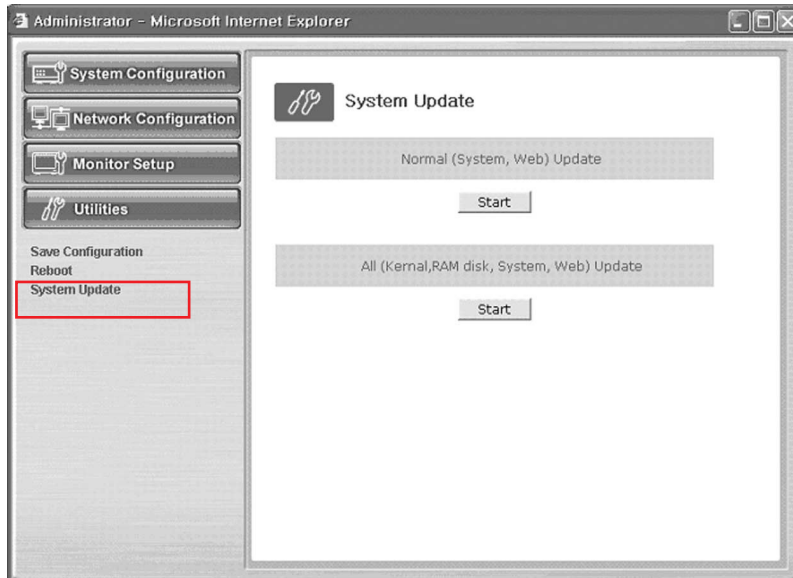 Administrator - Microsoft Internet Explorer
System Configuration
Network Configuration
Monitor Setup
Utilities
Save Configuration
Reboot
System Update
System Update
Normal (System, Web) Update
Start
All (Kernal,RAM disk, System, Web) Update
Start